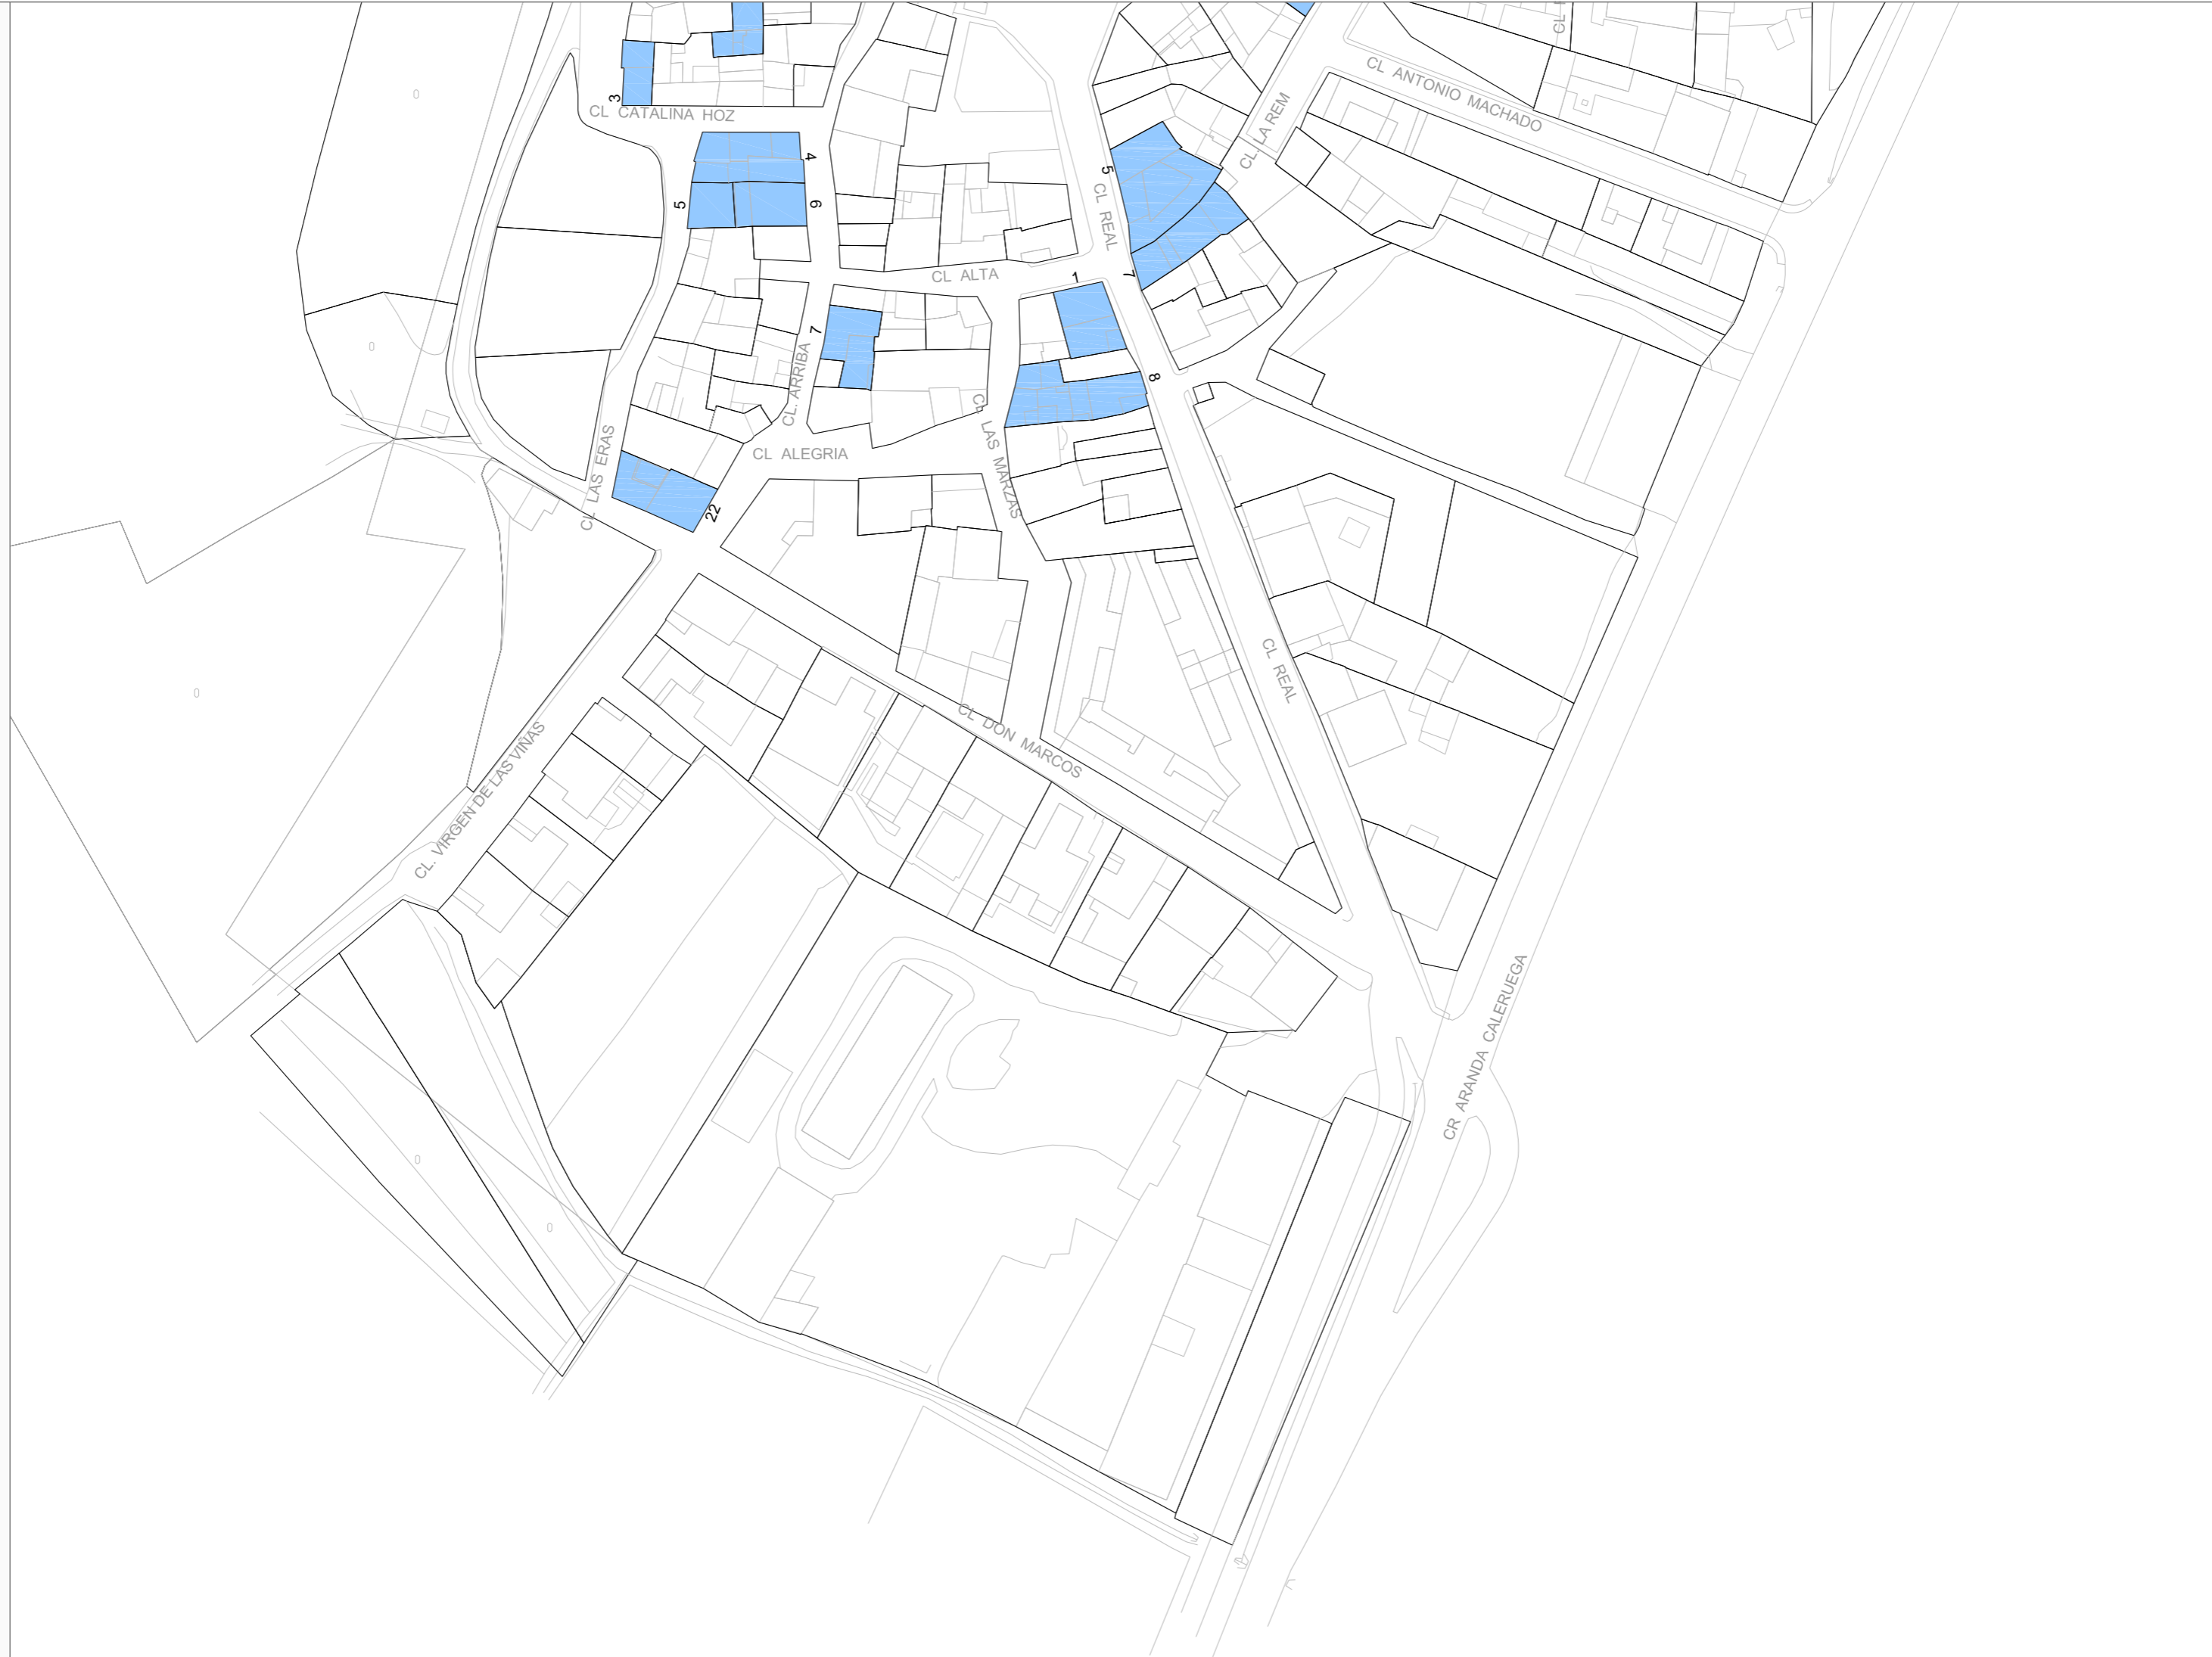 3
CL CATALINA HOZ
CL ANTONIO MACHADO
CL. LA REM
4
5
CL REAL
5
6
CL ALTA
1
7
7
CL. ARRIBA
8
CL LAS MARZAS
CL ALEGRIA
CL LAS ERAS
22
CL REAL
CL DON MARCOS
CL. VIRGEN DE LAS VIÑAS
CR ARANDA CALERUEGA
0
0
0
0
0